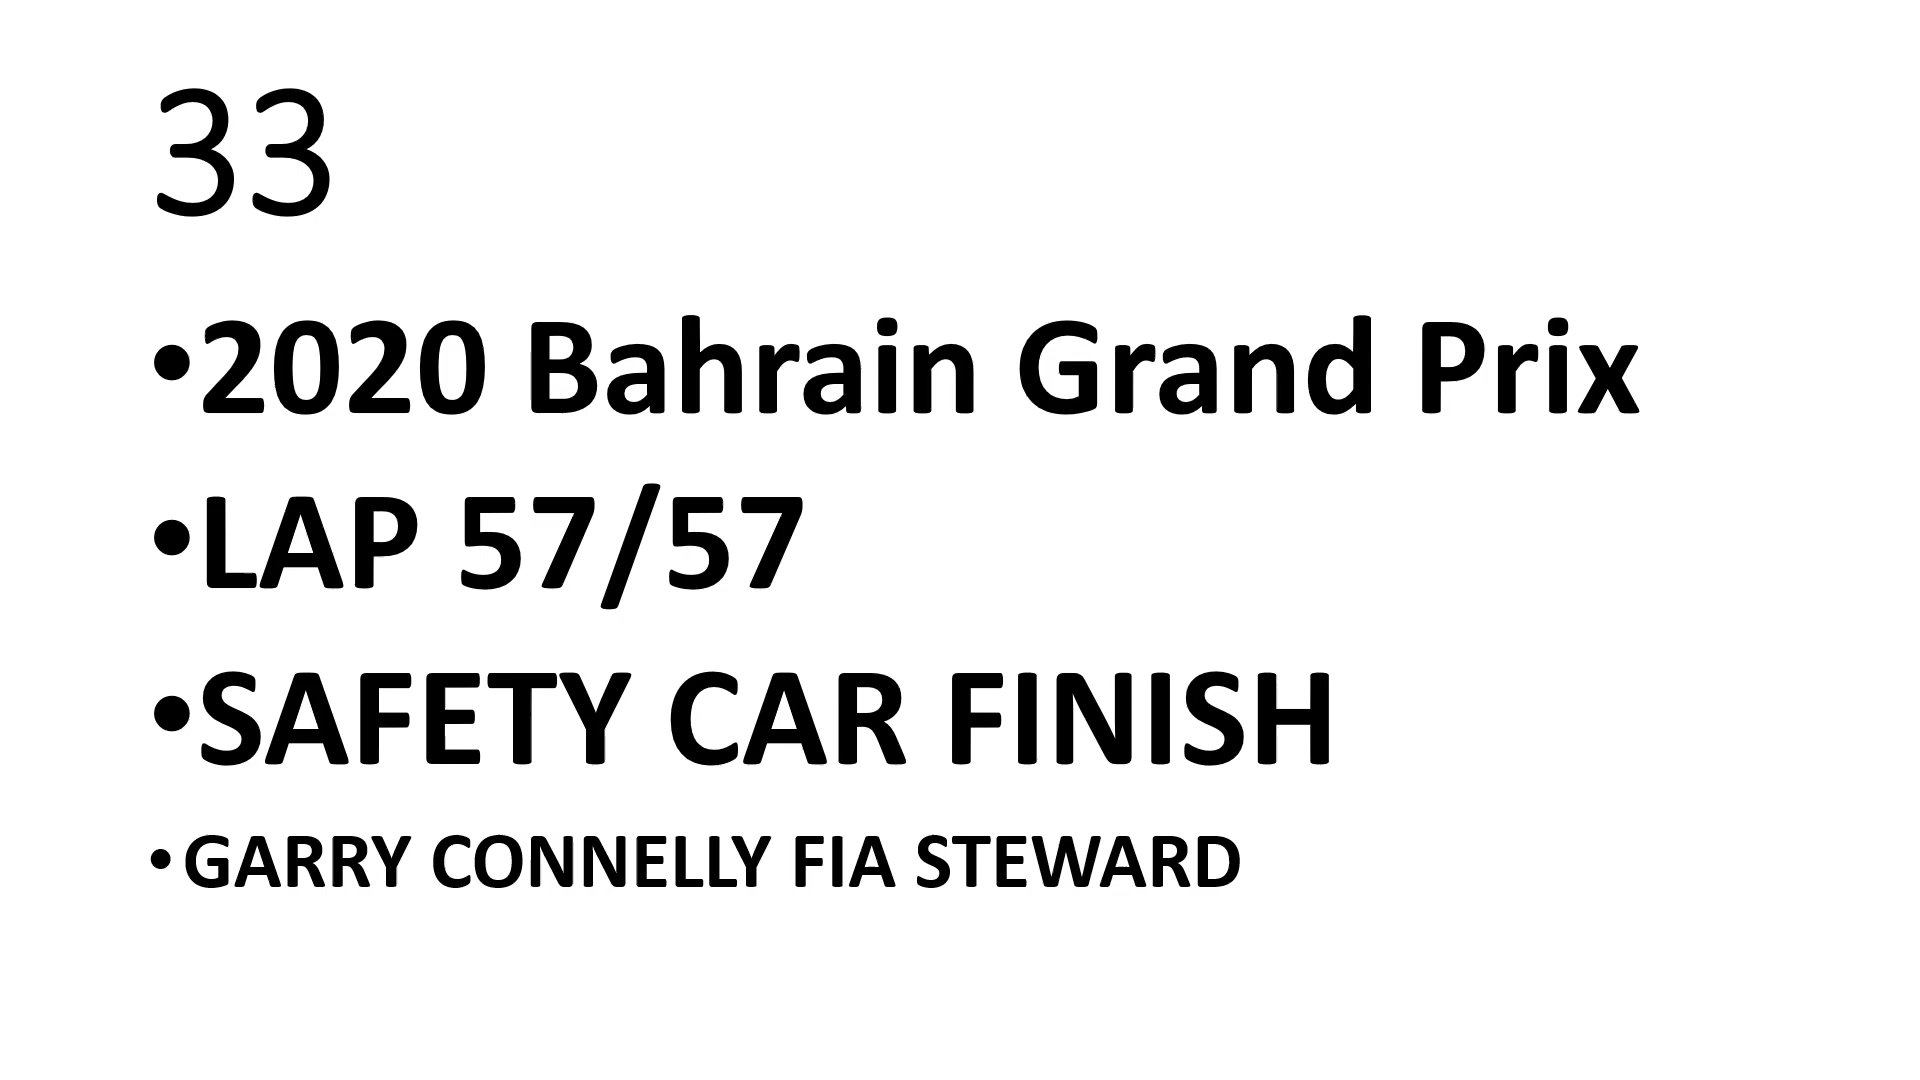 33
•2020 Bahrain Grand Prix
•LAP 57/57
•SAFETY CAR FINISH
•GARRY CONNELLY FIA STEWARD